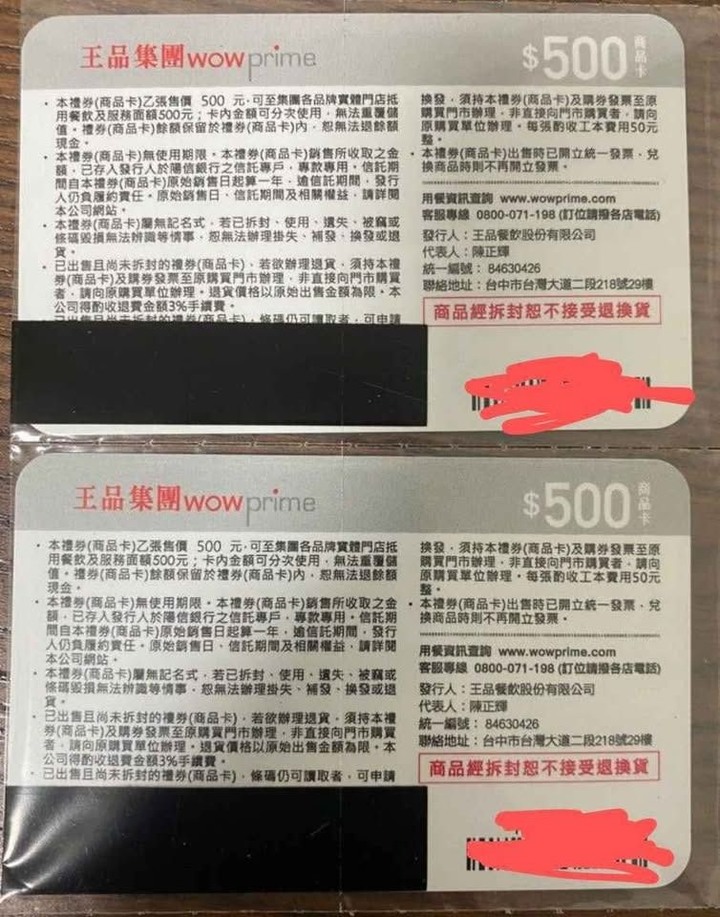 王品集團wowprime
$500商品卡
・本禮券(商品卡)乙張售價 500 元,可至集團各品牌實體門店抵
用餐飲及服務面額500元；卡內金額可分次使用，無法重覆儲
值。禮券(商品卡)餘額保留於禮券(商品卡)內，恕無法退餘額
現金。
・本禮券(商品卡)無使用期限。本禮券(商品卡)銷售所收取之金
額，已存入發行人於陽信銀行之信託專戶，專款專用。信託期
間自本禮券(商品卡)原始銷售日起算一年，逾信託期間，發行
人仍負履約責任。原始銷售日、信託期間及相關權益，請詳閱
本公司網站。
・本禮券(商品卡)屬無記名式，若已拆封、使用、遺失、被竊或
條碼毀損無法辨識等情事，恕無法辦理掛失、補發、換發或退
貨。
・已出售且尚未拆封的禮券(商品卡)，若欲辦理退貨，須持本禮
券(商品卡)及購券發票至原購買門市辦理，非直接向門市購買
者，請向原購買單位辦理。退貨價格以原始出售金額為限。本
公司得酌收退費金額3%手續費。
・已出售且尚未拆封的禮券(商品卡)，條碼仍可讀取者，可申請
換發，須持本禮券(商品卡)及購券發票至原
購買門市辦理，非直接向門市購買者，請向
原購買單位辦理。每張酌收工本費用50元
整。
・本禮券(商品卡)出售時已開立統一發票，兌
換商品時則不再開立發票。
用餐資訊查詢 www.wowprime.com
客服專線 0800-071-198 (訂位請撥各店電話)
發行人：王品餐飲股份有限公司
代表人：陳正輝
統一編號： 84630426
聯絡地址：台中市台灣大道二段218號29樓
商品經拆封恕不接受退換貨
王品集團wowprime
$500商品卡
・本禮券(商品卡)乙張售價 500 元,可至集團各品牌實體門店抵
用餐飲及服務面額500元；卡內金額可分次使用，無法重覆儲
值。禮券(商品卡)餘額保留於禮券(商品卡)內，恕無法退餘額
現金。
・本禮券(商品卡)無使用期限。本禮券(商品卡)銷售所收取之金
額，已存入發行人於陽信銀行之信託專戶，專款專用。信託期
間自本禮券(商品卡)原始銷售日起算一年，逾信託期間，發行
人仍負履約責任。原始銷售日、信託期間及相關權益，請詳閱
本公司網站。
・本禮券(商品卡)屬無記名式，若已拆封、使用、遺失、被竊或
條碼毀損無法辨識等情事，恕無法辦理掛失、補發、換發或退
貨。
・已出售且尚未拆封的禮券(商品卡)，若欲辦理退貨，須持本禮
券(商品卡)及購券發票至原購買門市辦理，非直接向門市購買
者，請向原購買單位辦理。退貨價格以原始出售金額為限。本
公司得酌收退費金額3%手續費。
・已出售且尚未拆封的禮券(商品卡)，條碼仍可讀取者，可申請
換發，須持本禮券(商品卡)及購券發票至原
購買門市辦理，非直接向門市購買者，請向
原購買單位辦理。每張酌收工本費用50元
整。
・本禮券(商品卡)出售時已開立統一發票，兌
換商品時則不再開立發票。
用餐資訊查詢 www.wowprime.com
客服專線 0800-071-198 (訂位請撥各店電話)
發行人：王品餐飲股份有限公司
代表人：陳正輝
統一編號： 84630426
聯絡地址：台中市台灣大道二段218號29樓
商品經拆封恕不接受退換貨